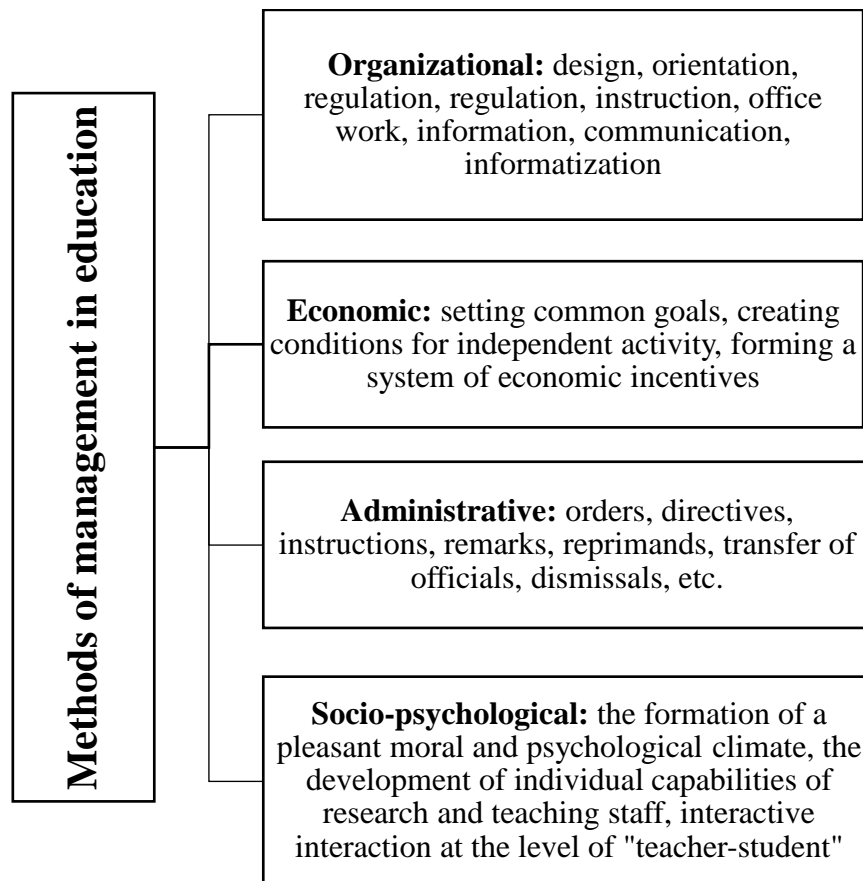 Methods of management in education
Organizational: design, orientation,
regulation, regulation, instruction, office
work, information, communication,
informatization
Economic: setting common goals, creating
conditions for independent activity, forming a
system of economic incentives
Administrative: orders, directives,
instructions, remarks, reprimands, transfer of
officials, dismissals, etc.
Socio-psychological: the formation of a
pleasant moral and psychological climate, the
development of individual capabilities of
research and teaching staff, interactive
interaction at the level of "teacher-student"